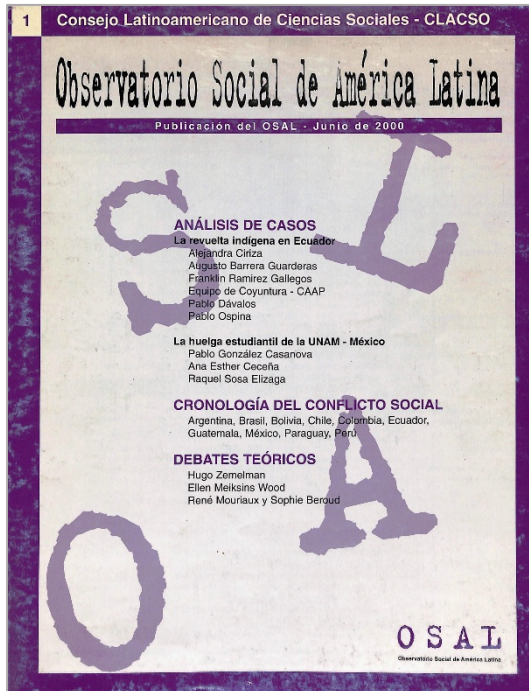 1
Consejo Latinoamericano de Ciencias Sociales - CLACSO
Observatorio Social de América Latina
Publicación del OSAL - Junio de 2000
S
L
ANÁLISIS DE CASOS
La revuelta indígena en Ecuador
Alejandra Ciriza
Augusto Barrera Guarderas
Franklin Ramirez Gallegos
Equipo de Coyuntura - CAAP
Pablo Dávalos
Pablo Ospina
La huelga estudiantil de la UNAM - México
Pablo González Casanova
Ana Esther Ceceña
Raquel Sosa Elizaga
CRONOLOGÍA DEL CONFLICTO SOCIAL
Argentina, Brasil, Bolivia, Chile, Colombia, Ecuador,
Guatemala, México, Paraguay, Perú
DEBATES TEÓRICOS
Hugo Zemelman
Ellen Meiksins Wood
René Mouriaux y Sophie Beroud
A
O
OSAL
Observatorio Social de América Latina